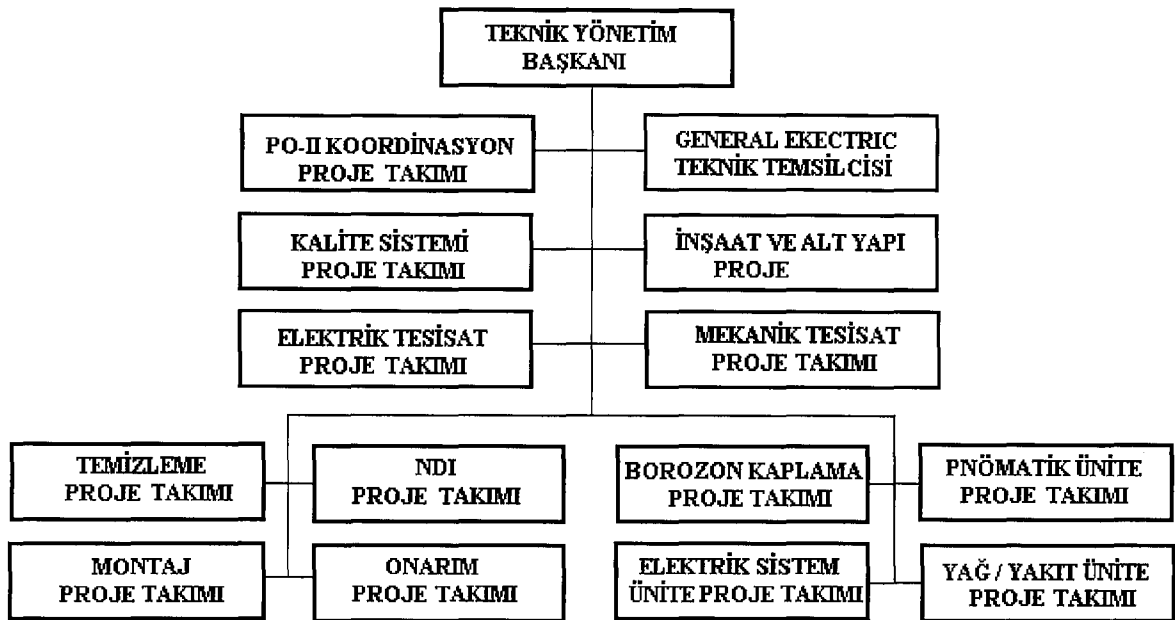 TEKNİK YÖNETİM
BAŞKANI
PO-II KOORDİNASYON
PROJE TAKIMI
GENERAL EKECTRIC
TEKNİK TEMSİLCİSİ
KALİTE SİSTEMİ
PROJE TAKIMI
İNŞAAT VE ALT YAPI
PROJE
ELEKTRİK TESİSAT
PROJE TAKIMI
MEKANİK TESİSAT
PROJE TAKIMI
TEMİZLEME
PROJE TAKIMI
NDI
PROJE TAKIMI
BOROZON KAPLAMA
PROJE TAKIMI
PNÖMATİK ÜNİTE
PROJE TAKIMI
MONTAJ
PROJE TAKIMI
ONARIM
PROJE TAKIMI
ELEKTRİK SİSTEM
ÜNİTE PROJE TAKIMI
YAĞ / YAKIT ÜNİTE
PROJE TAKIMI